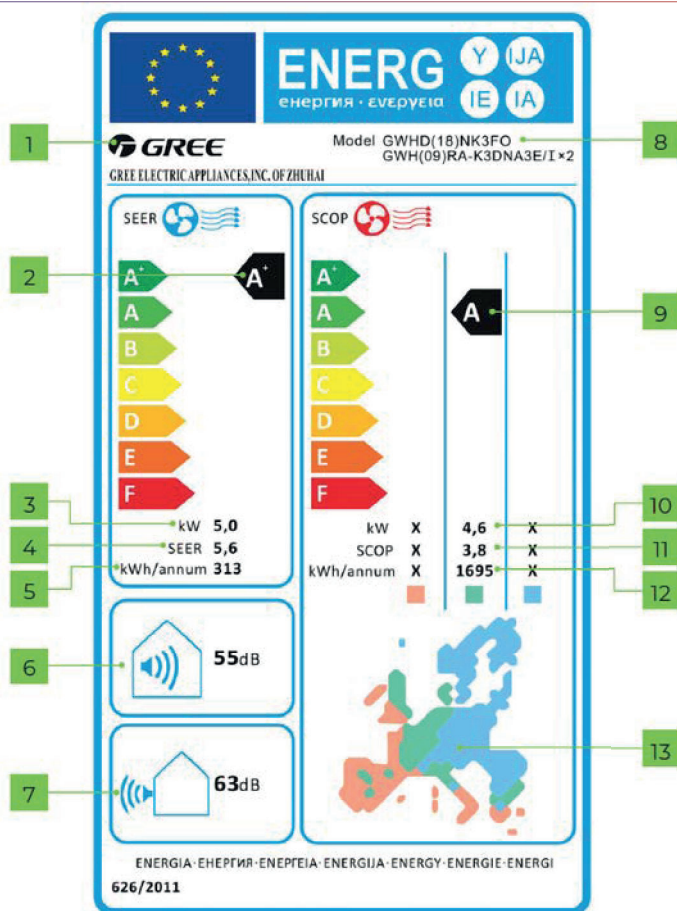 ENERG
енергия · ενεργεια
Y IJA
IE IA
1
GREE
Model GWHD(18)NK3FO
GWH(09)RA-K3DNA3E/I×2
8
GREE ELECTRIC APPLIANCES,INC. OF ZHUHAI
SEER
SCOP
2
A⁺ A⁺
A
B
C
D
E
F
A⁺
A A
B
C
D
E
F
9
3
kW 5,0
4
SEER 5,6
5
kWh/annum 313
kW X 4,6 X
10
SCOP X 3,8 X
11
kWh/annum X 1695 X
12
6
55dB
7
63dB
13
ENERGIA·ЕНЕРГИЯ·ΕΝΕΡΓΕΙΑ·ENERGIJA·ENERGY·ENERGIE·ENERGI
626/2011